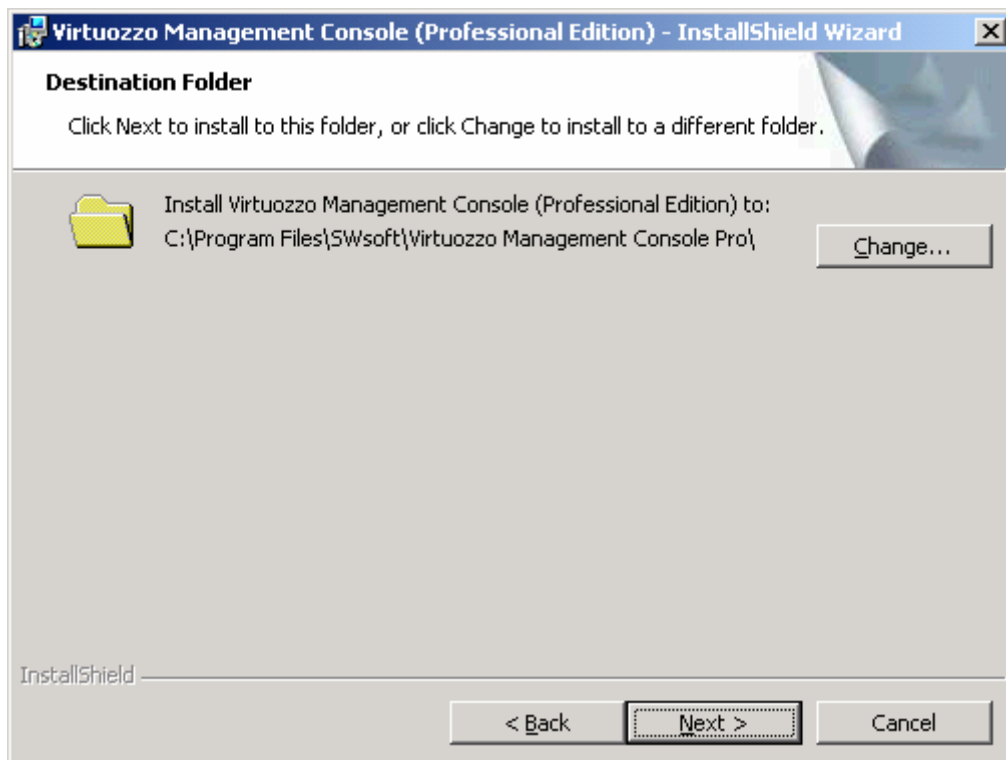 Virtuozzo Management Console (Professional Edition) - InstallShield Wizard
Destination Folder
Click Next to install to this folder, or click Change to install to a different folder.
Install Virtuozzo Management Console (Professional Edition) to:
C:\Program Files\SWsoft\Virtuozzo Management Console Pro\
Change...
InstallShield
< Back
Next >
Cancel